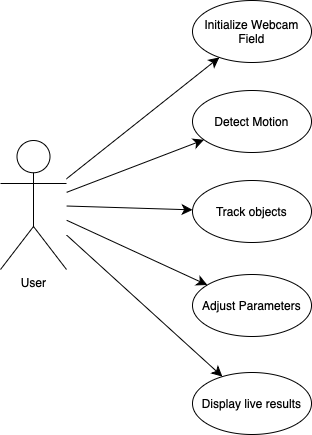 Initialize Webcam
Field
Detect Motion
Track objects
User
Adjust Parameters
Display live results